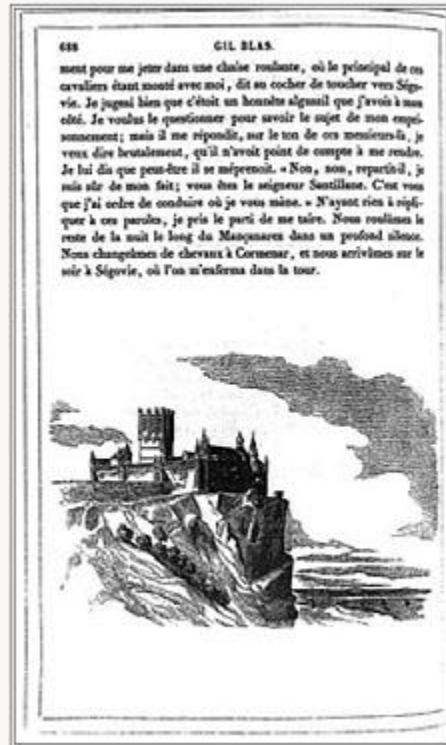 688 GIL BLAS.
ment pour me jeter dans une chaise roulante, où le principal de ces
cavaliers étant monté avec moi, dit au cocher de toucher vers Ségo-
vie. Je jugeai bien que c'étoit un honnête alguazil que j'avois à mon
côté. Je voulus le questionner pour savoir le sujet de mon empri-
sonnement; mais il me répondit, sur le ton de ces messieurs-là, je
veux dire brutalement, qu'il n'avoit point de compte à me rendre.
Je lui dis que peut-être il se méprenoit. « Non, non, repartit-il, je
suis sûr de mon fait; vous êtes le seigneur Santillane. C'est vous
que j'ai ordre de conduire où je vous mène. » N'ayant rien à répli-
quer à ces paroles, je pris le parti de me taire. Nous roulâmes le
reste de la nuit le long du Mançanarez dans un profond silence.
Nous changeâmes de chevaux à Cormenar, et nous arrivâmes sur le
soir à Ségovie, où l'on m'enferma dans la tour.